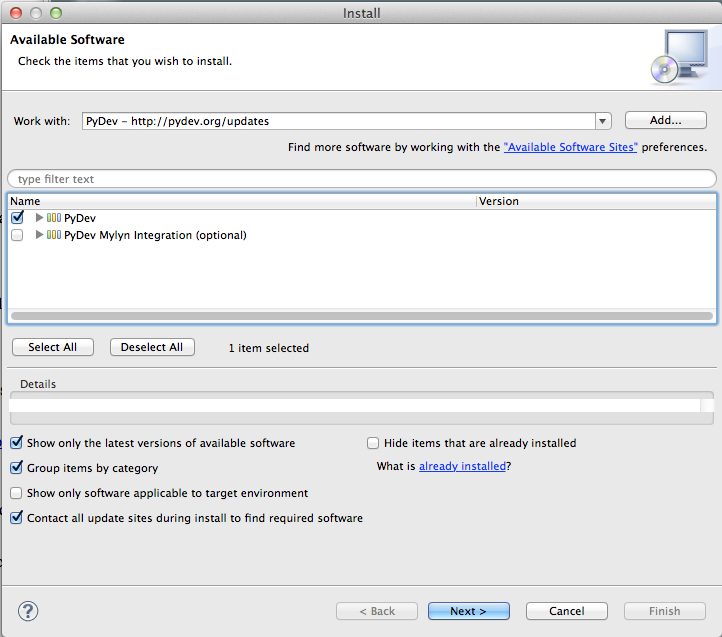 Install
Available Software
Check the items that you wish to install.
Work with: PyDev – http://pydev.org/updates Add...
Find more software by working with the "Available Software Sites" preferences.
type filter text
Name Version
PyDev
PyDev Mylyn Integration (optional)
Select All Deselect All 1 item selected
Details
Show only the latest versions of available software Hide items that are already installed
Group items by category What is already installed?
Show only software applicable to target environment
Contact all update sites during install to find required software
? < Back Next > Cancel Finish